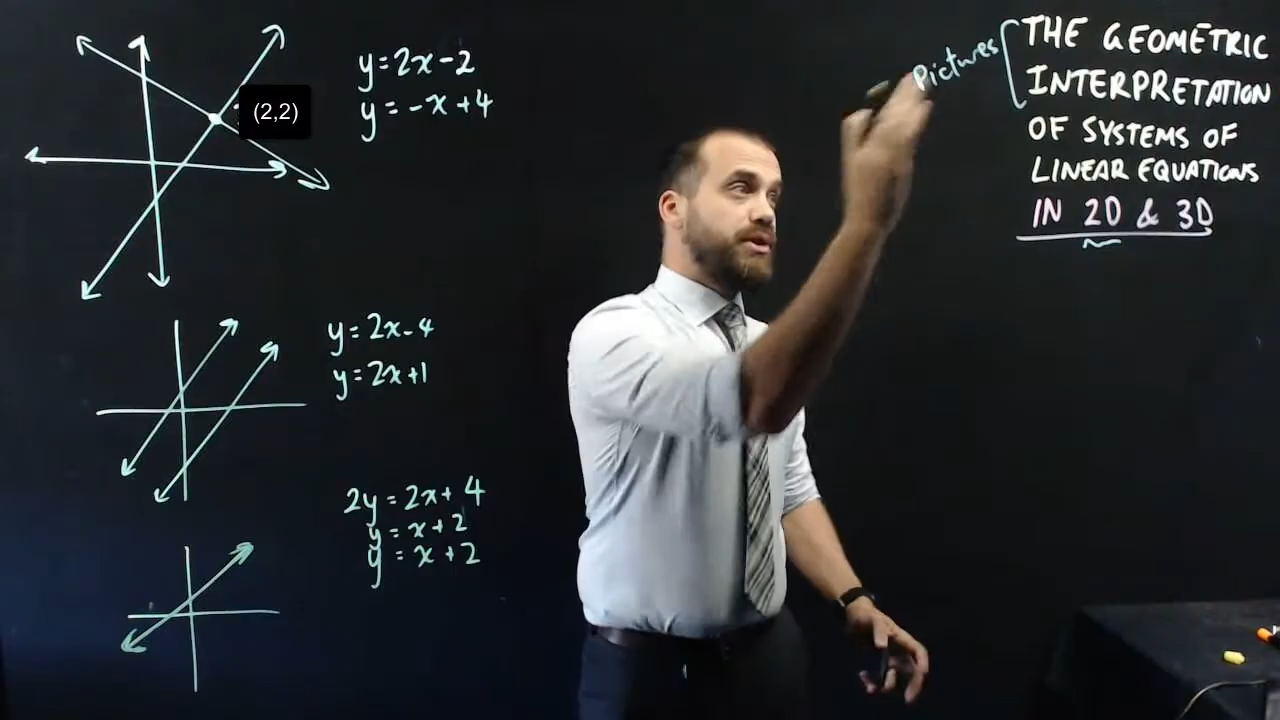 y=2x-2
y=-x+4
(2,2)
y=2x-4
y=2x+1
2y=2x+4
y=x+2
y=x+2
Pictures
THE GEOMETRIC
INTERPRETATION
OF SYSTEMS OF
LINEAR EQUATIONS
IN 2D & 3D